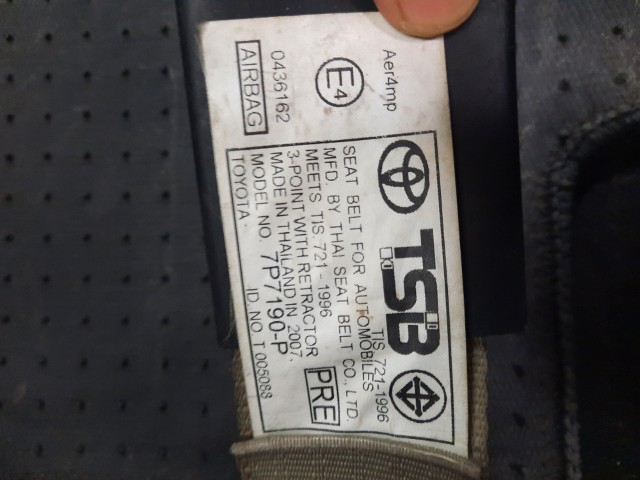 Aer4mp
E4
0436162
AIRBAG
TSB
TIS 721-1996
SEAT BELT FOR AUTOMOBILES
MFD. BY THAI SEAT BELT CO., LTD.
MEETS TIS. 721 - 1996
3-POINT WITH RETRACTOR
MADE IN THAILAND IN 2007.
PRE
MODEL NO. 7P7190-P
TOYOTA
ID. NO. T 005088